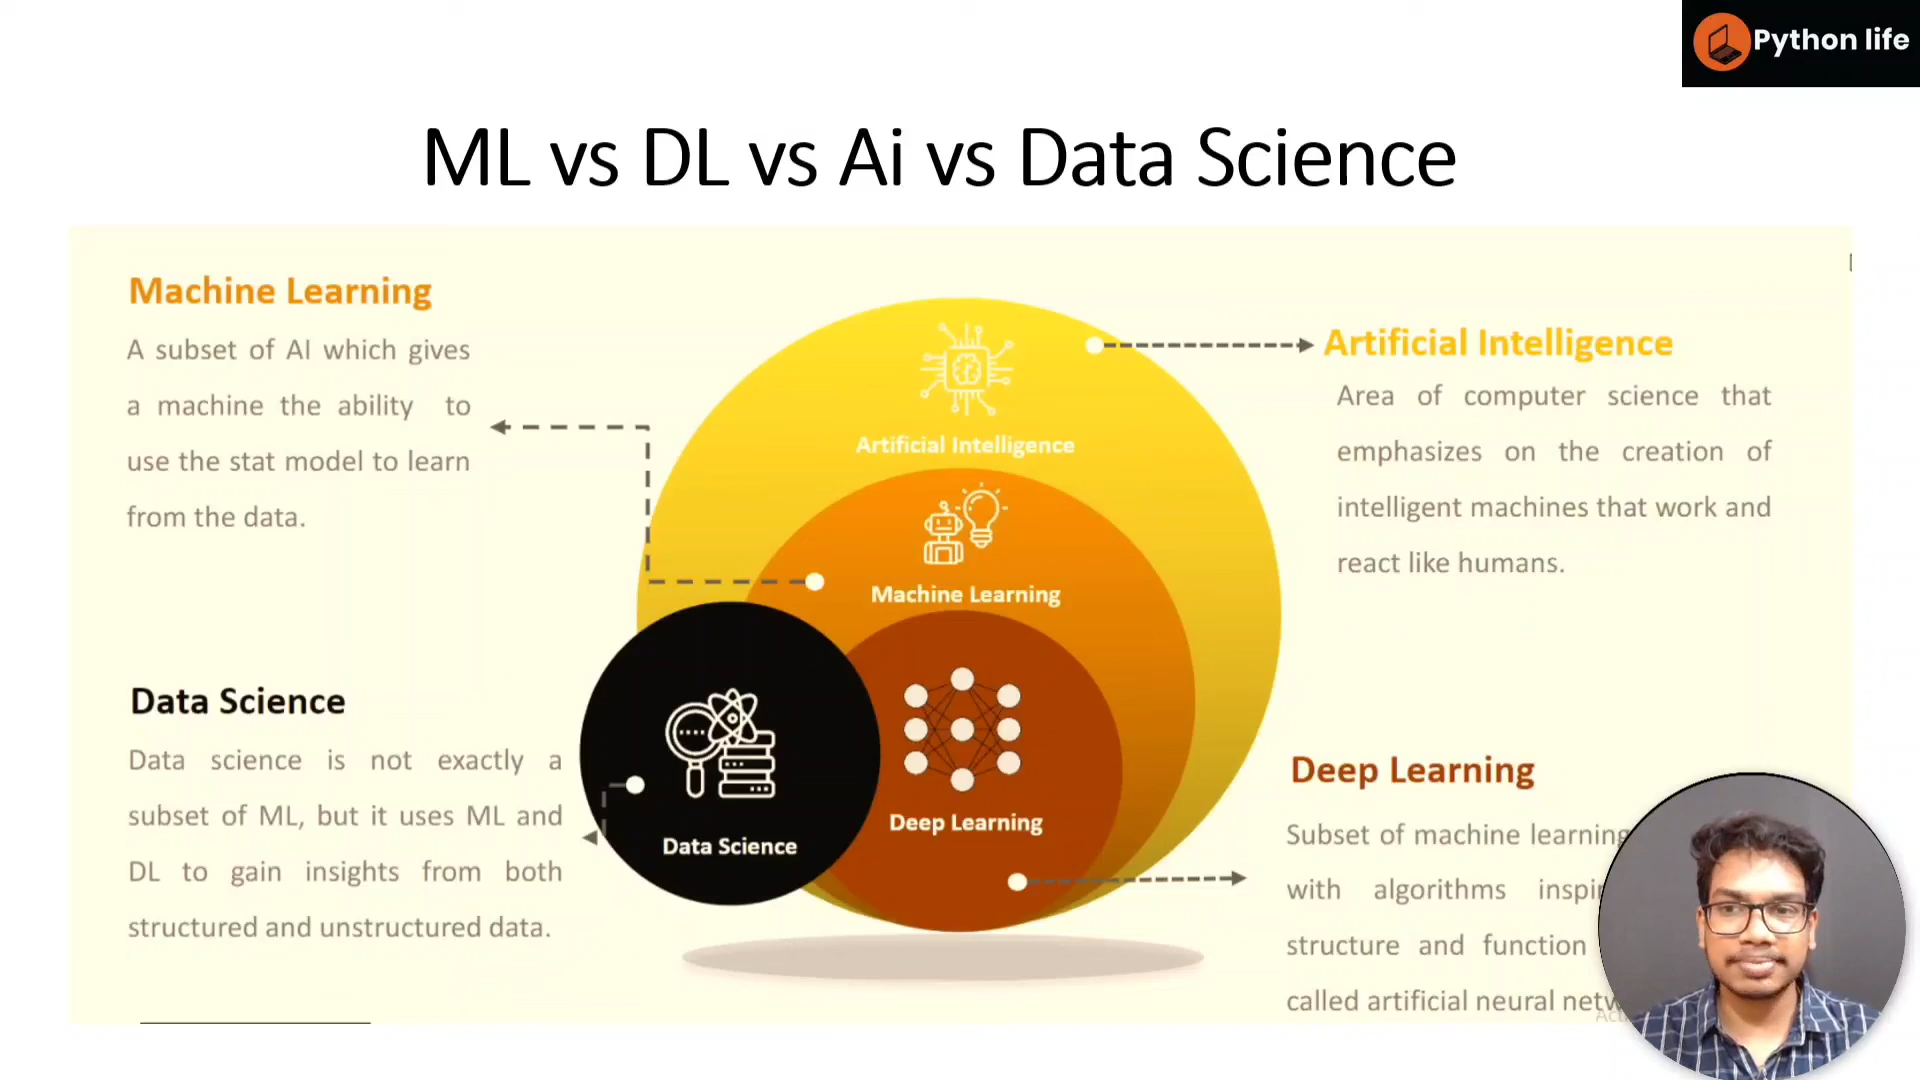 Python life
ML vs DL vs Ai vs Data Science
Machine Learning
A subset of AI which gives
a machine the ability to
use the stat model to learn
from the data.
Artificial Intelligence
Area of computer science that
emphasizes on the creation of
intelligent machines that work and
react like humans.
Artificial Intelligence
Machine Learning
Deep Learning
Data Science
Data Science
Data science is not exactly a
subset of ML, but it uses ML and
DL to gain insights from both
structured and unstructured data.
Deep Learning
Subset of machine learning
with algorithms
structure and function
called artificial neural